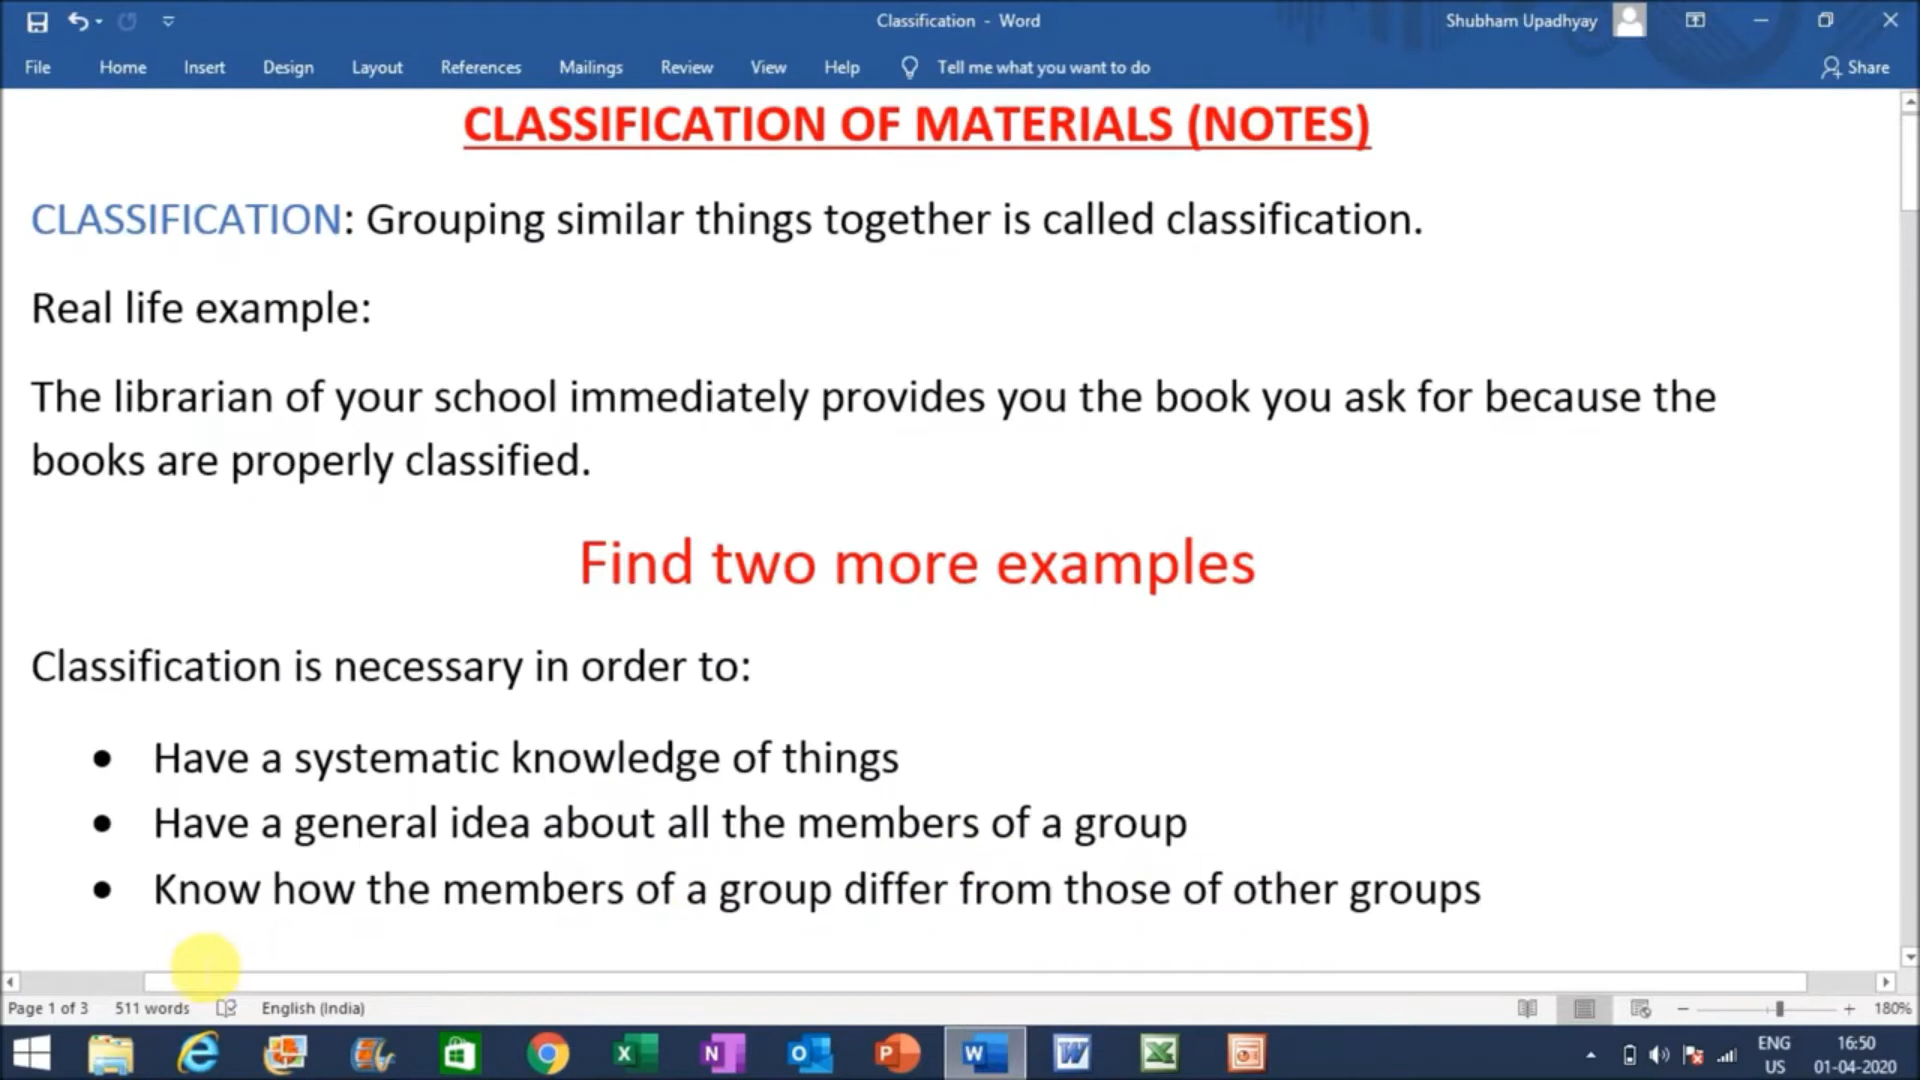 Classification - Word
Shubham Upadhyay
File Home Insert Design Layout References Mailings Review View Help Tell me what you want to do Share
CLASSIFICATION OF MATERIALS (NOTES)
CLASSIFICATION: Grouping similar things together is called classification.
Real life example:
The librarian of your school immediately provides you the book you ask for because the
books are properly classified.
Find two more examples
Classification is necessary in order to:
• Have a systematic knowledge of things
• Have a general idea about all the members of a group
• Know how the members of a group differ from those of other groups
Page 1 of 3 511 words English (India) 180%
ENG 16:50
US 01-04-2020